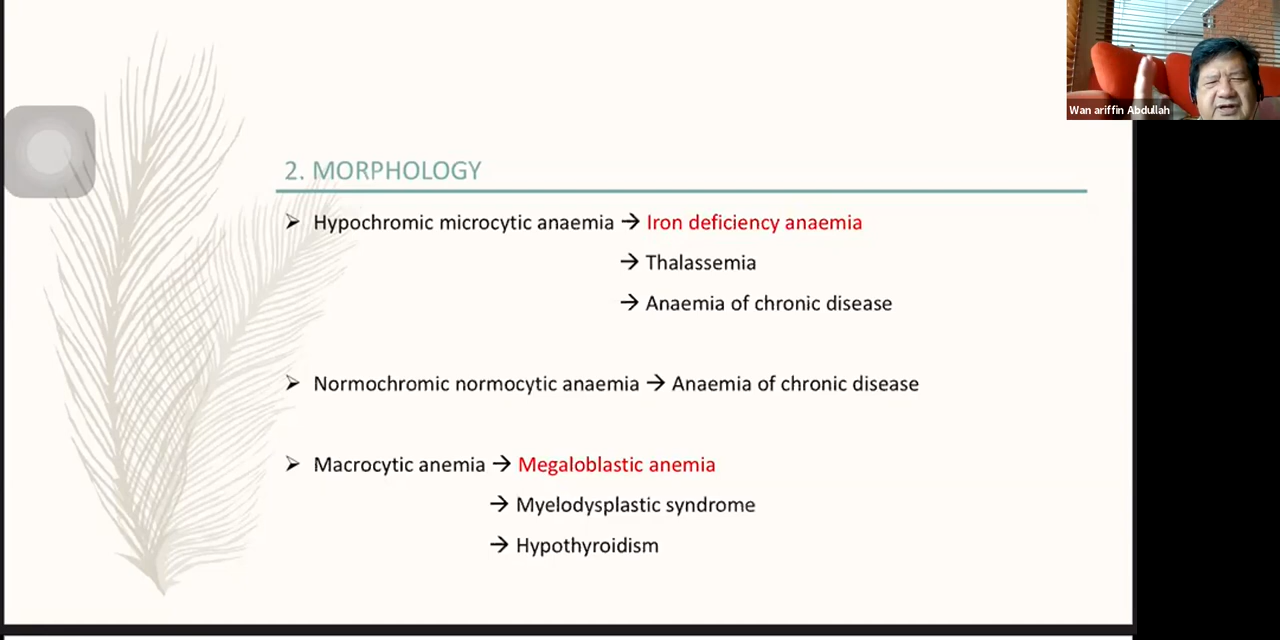 Wan ariffin Abdullah
2. MORPHOLOGY
Hypochromic microcytic anaemia → Iron deficiency anaemia
→ Thalassemia
→ Anaemia of chronic disease
Normochromic normocytic anaemia → Anaemia of chronic disease
Macrocytic anemia → Megaloblastic anemia
→ Myelodysplastic syndrome
→ Hypothyroidism